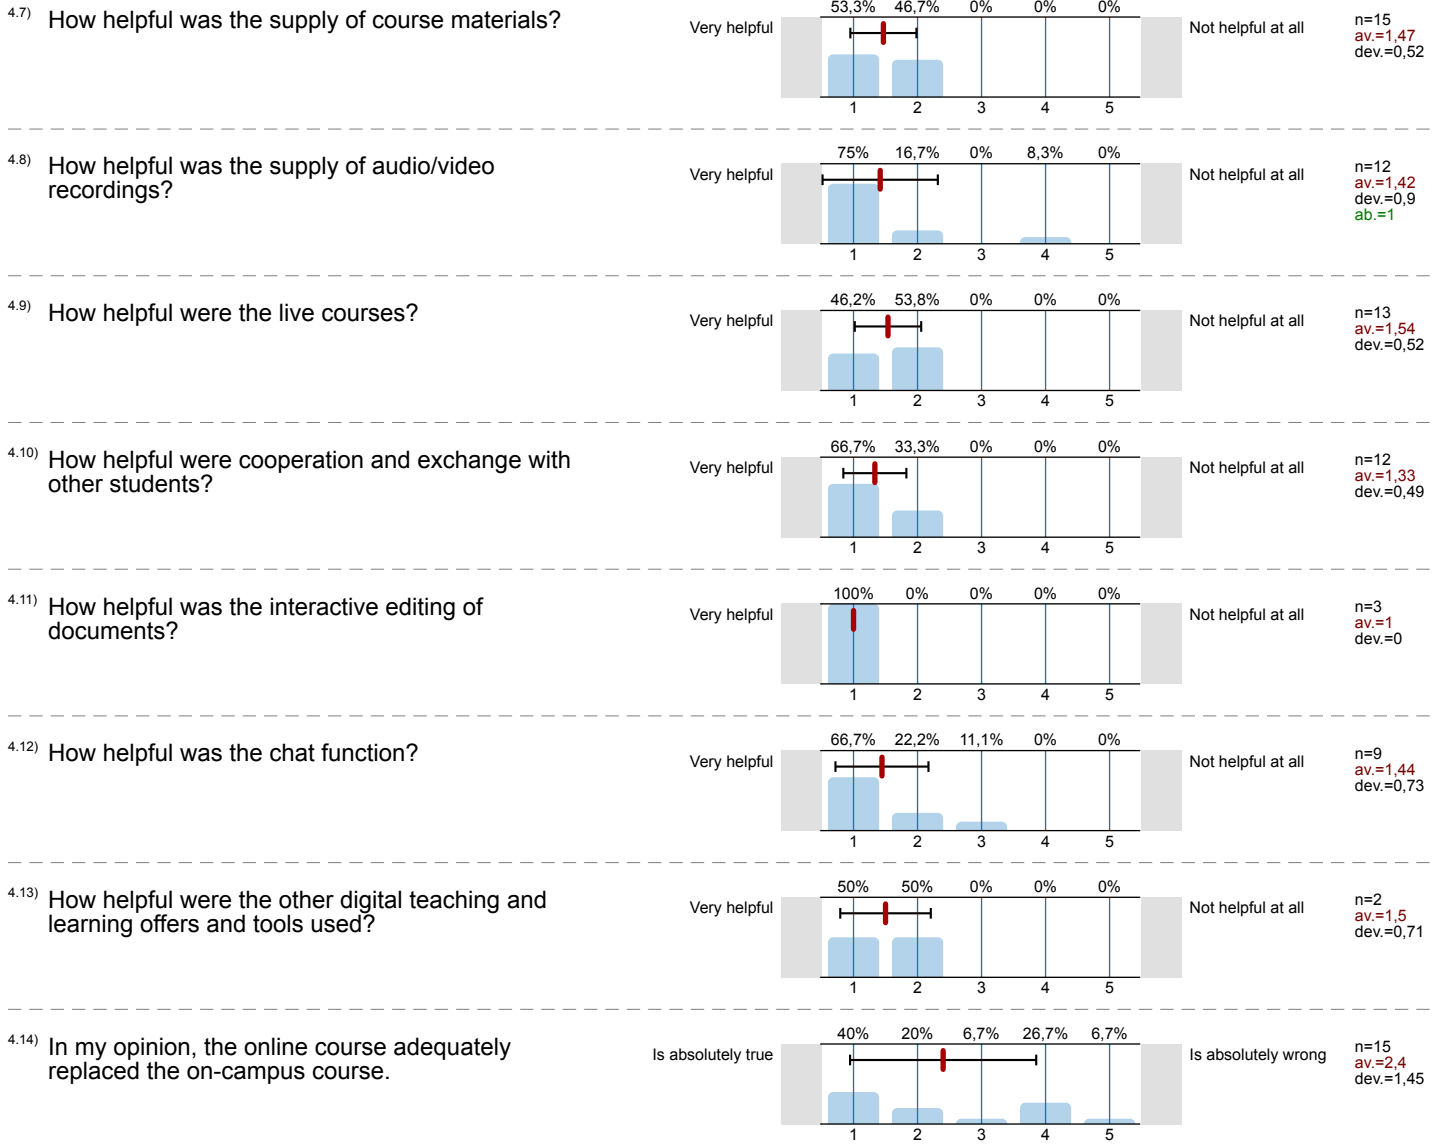 4.7) How helpful was the supply of course materials?
Very helpful
53,3% 46,7% 0% 0% 0%
1 2 3 4 5
Not helpful at all
n=15
av.=1,47
dev.=0,52
4.8) How helpful was the supply of audio/video
recordings?
Very helpful
75% 16,7% 0% 8,3% 0%
1 2 3 4 5
Not helpful at all
n=12
av.=1,42
dev.=0,9
ab.=1
4.9) How helpful were the live courses?
Very helpful
46,2% 53,8% 0% 0% 0%
1 2 3 4 5
Not helpful at all
n=13
av.=1,54
dev.=0,52
4.10) How helpful were cooperation and exchange with
other students?
Very helpful
66,7% 33,3% 0% 0% 0%
1 2 3 4 5
Not helpful at all
n=12
av.=1,33
dev.=0,49
4.11) How helpful was the interactive editing of
documents?
Very helpful
100% 0% 0% 0% 0%
1 2 3 4 5
Not helpful at all
n=3
av.=1
dev.=0
4.12) How helpful was the chat function?
Very helpful
66,7% 22,2% 11,1% 0% 0%
1 2 3 4 5
Not helpful at all
n=9
av.=1,44
dev.=0,73
4.13) How helpful were the other digital teaching and
learning offers and tools used?
Very helpful
50% 50% 0% 0% 0%
1 2 3 4 5
Not helpful at all
n=2
av.=1,5
dev.=0,71
4.14) In my opinion, the online course adequately
replaced the on-campus course.
Is absolutely true
40% 20% 6,7% 26,7% 6,7%
1 2 3 4 5
Is absolutely wrong
n=15
av.=2,4
dev.=1,45